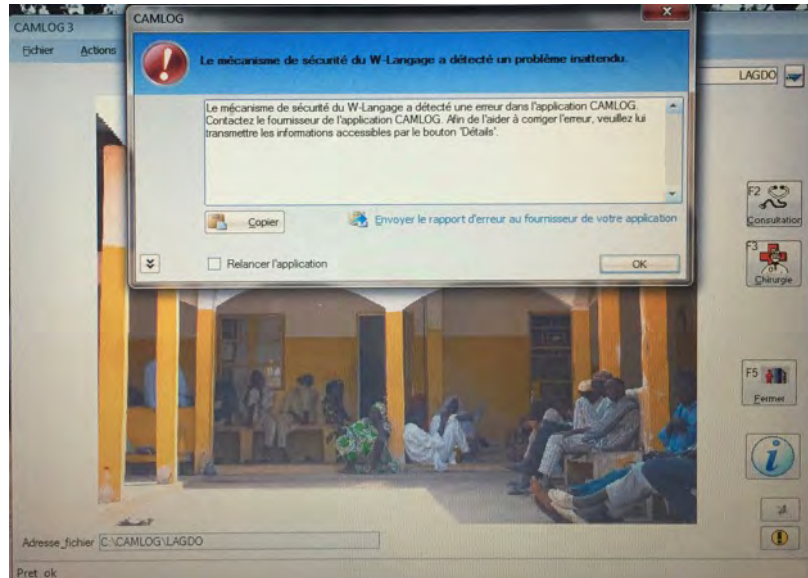 CAMLOG 3
CAMLOG
Fichier Actions
Le mécanisme de sécurité du W-Langage a détecté un problème inattendu.
LAGDO
Le mécanisme de sécurité du W-Langage a détecté une erreur dans l'application CAMLOG.
Contactez le fournisseur de l'application CAMLOG. Afin de l'aider à corriger l'erreur, veuillez lui
transmettre les informations accessibles par le bouton 'Détails'.
Copier
Envoyer le rapport d'erreur au fournisseur de votre application
Relancer l'application
OK
F2
Consultation
F3
Chirurgie
F5
Fermer
i
Adresse_fichier C:\CAMLOG\LAGDO
Pret ok